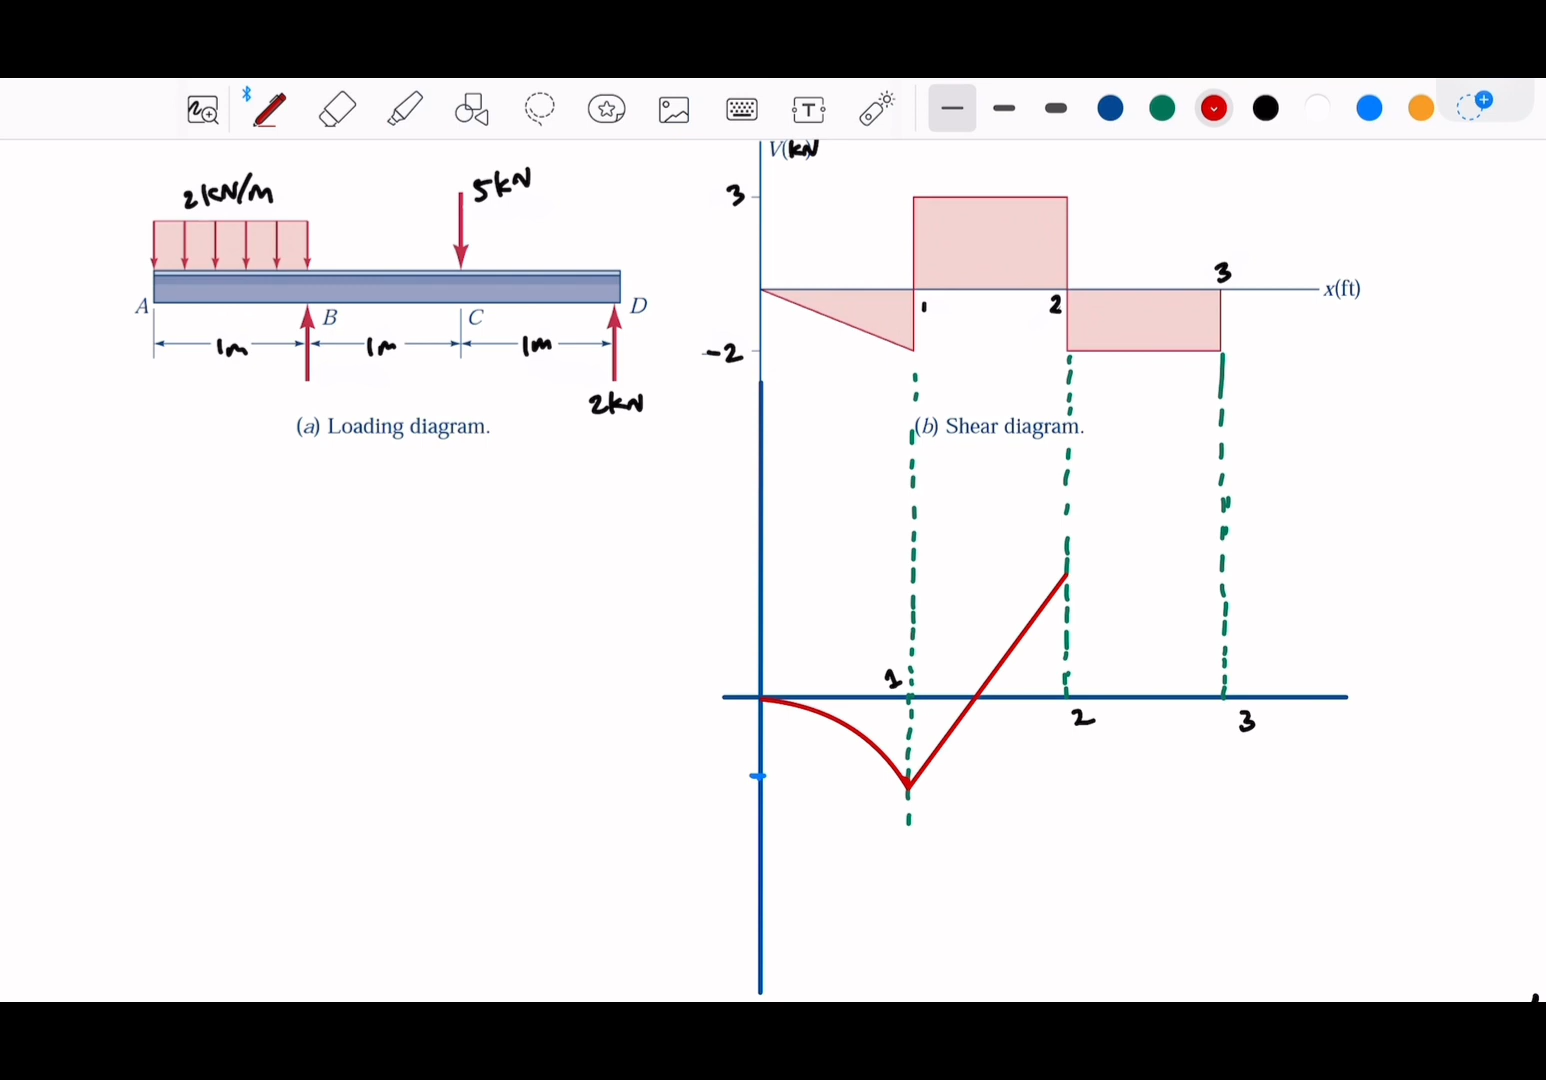 T
V(kN)
2kN/m
5kN
3
A
B
C
D
1m
1m
1m
2kN
-2
1
2
3
x(ft)
(a) Loading diagram.
(b) Shear diagram.
1
2
3